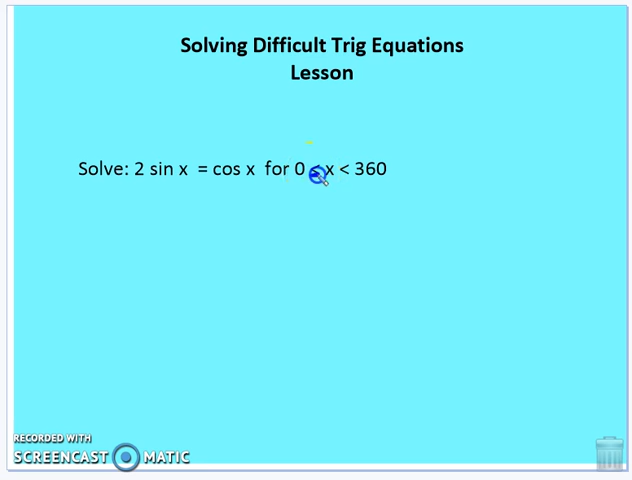 Solving Difficult Trig Equations
Lesson
Solve: 2 sin x = cos x for 0 < x < 360
RECORDED WITH
SCREENCAST MATIC